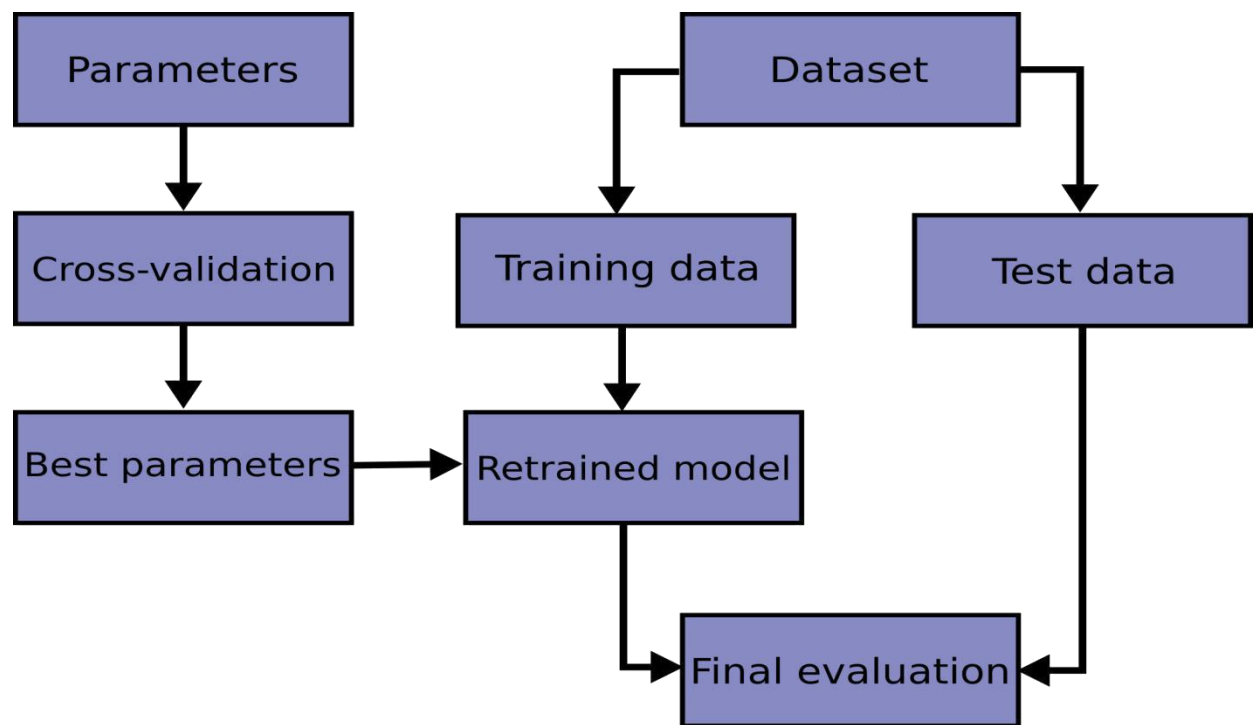 Parameters
Dataset
Cross-validation
Training data
Test data
Best parameters
Retrained model
Final evaluation